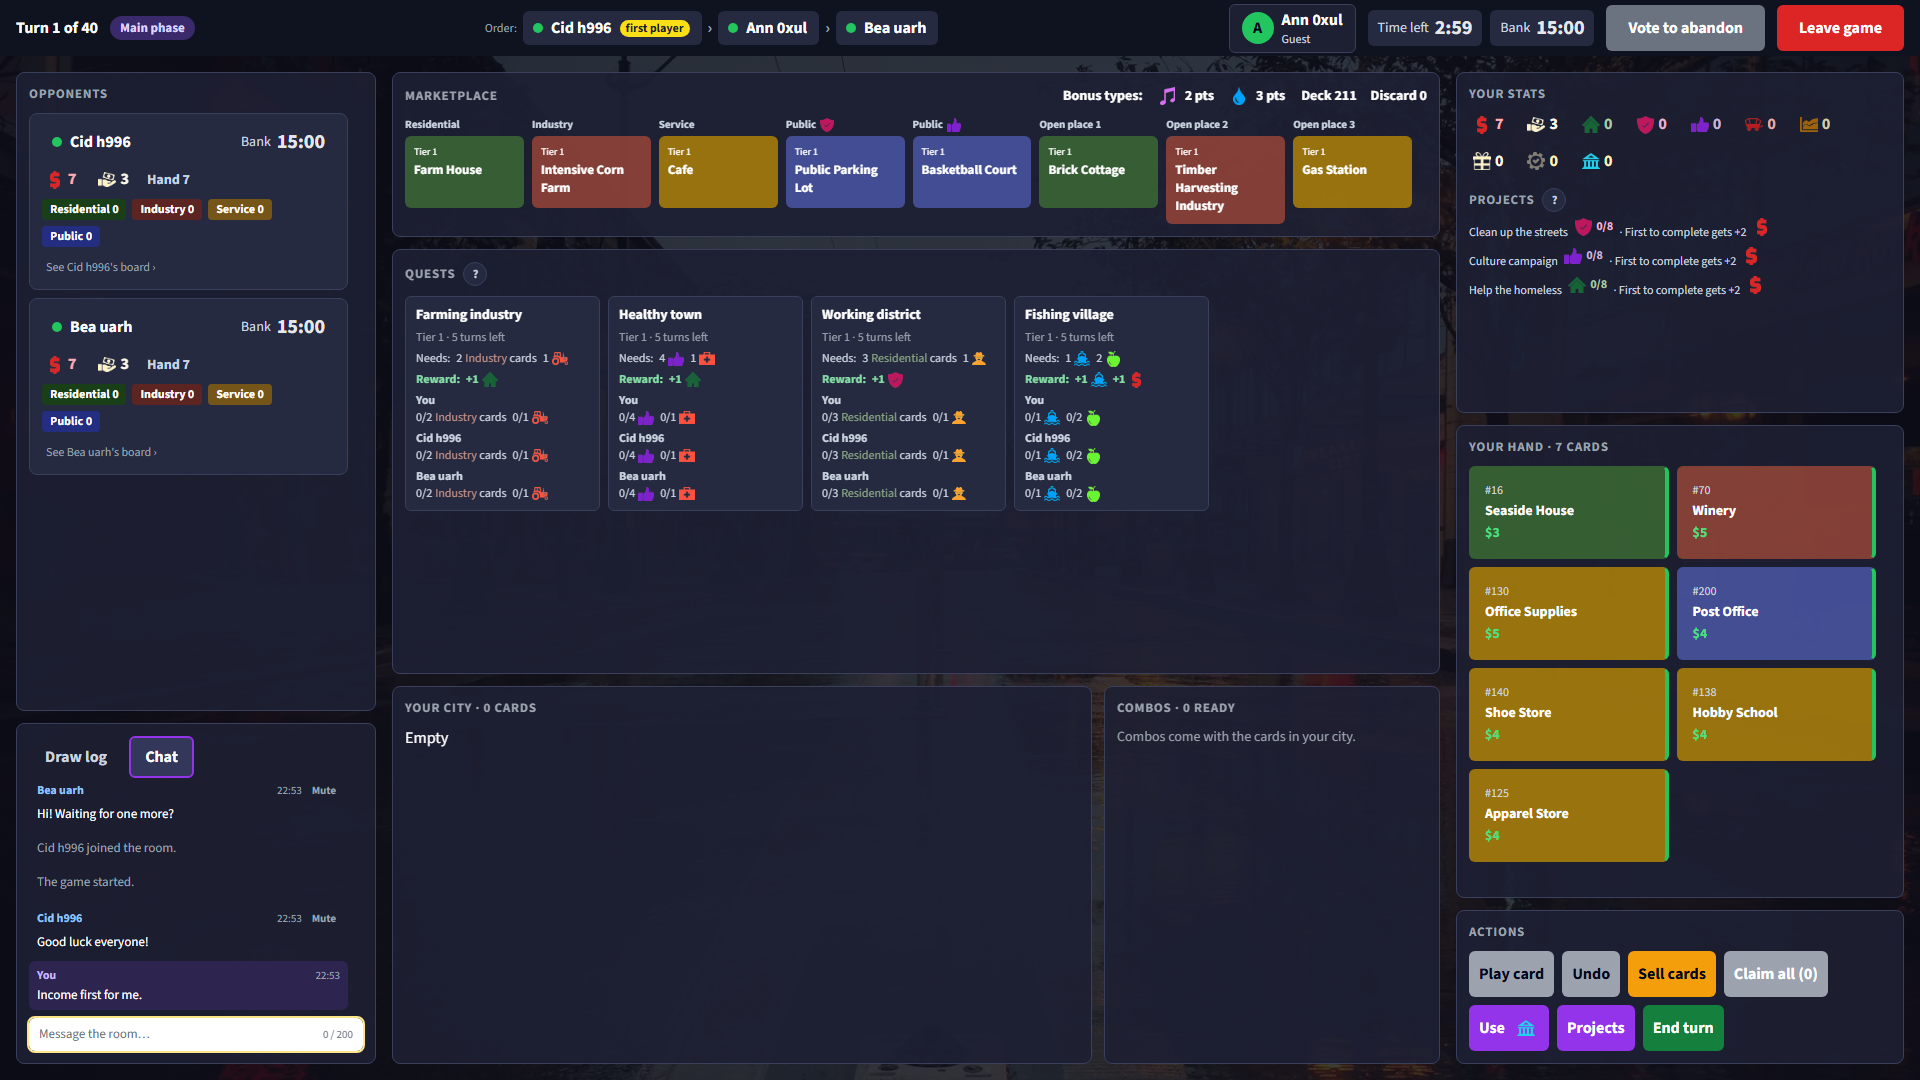 Turn 1 of 40 Main phase
Order: Cid h996 first player › Ann 0xul › Bea uarh
A Ann 0xul
Guest
Time left 2:59
Bank 15:00
Vote to abandon
Leave game
OPPONENTS
Cid h996 Bank 15:00
7 3 Hand 7
Residential 0 Industry 0 Service 0
Public 0
See Cid h996's board ›
Bea uarh Bank 15:00
7 3 Hand 7
Residential 0 Industry 0 Service 0
Public 0
See Bea uarh's board ›
Draw log Chat
Bea uarh 22:53 Mute
Hi! Waiting for one more?
Cid h996 joined the room.
The game started.
Cid h996 22:53 Mute
Good luck everyone!
You 22:53
Income first for me.
Message the room… 0 / 200
MARKETPLACE
Bonus types: 2 pts 3 pts Deck 211 Discard 0
Residential
Tier 1
Farm House
Industry
Tier 1
Intensive Corn
Farm
Service
Tier 1
Cafe
Public
Tier 1
Public Parking
Lot
Public
Tier 1
Basketball Court
Open place 1
Tier 1
Brick Cottage
Open place 2
Tier 1
Timber
Harvesting
Industry
Open place 3
Tier 1
Gas Station
QUESTS ?
Farming industry
Tier 1 · 5 turns left
Needs: 2 Industry cards 1
Reward: +1
You
0/2 Industry cards 0/1
Cid h996
0/2 Industry cards 0/1
Bea uarh
0/2 Industry cards 0/1
Healthy town
Tier 1 · 5 turns left
Needs: 4 1
Reward: +1
You
0/4 0/1
Cid h996
0/4 0/1
Bea uarh
0/4 0/1
Working district
Tier 1 · 5 turns left
Needs: 3 Residential cards 1
Reward: +1
You
0/3 Residential cards 0/1
Cid h996
0/3 Residential cards 0/1
Bea uarh
0/3 Residential cards 0/1
Fishing village
Tier 1 · 5 turns left
Needs: 1 2
Reward: +1 +1
You
0/1 0/2
Cid h996
0/1 0/2
Bea uarh
0/1 0/2
YOUR CITY · 0 CARDS
Empty
COMBOS · 0 READY
Combos come with the cards in your city.
YOUR STATS
7 3 0 0 0 0 0
0 0 0
PROJECTS ?
Clean up the streets 0/8 · First to complete gets +2
Culture campaign 0/8 · First to complete gets +2
Help the homeless 0/8 · First to complete gets +2
YOUR HAND · 7 CARDS
#16
Seaside House
$3
#70
Winery
$5
#130
Office Supplies
$5
#200
Post Office
$4
#140
Shoe Store
$4
#138
Hobby School
$4
#125
Apparel Store
$4
ACTIONS
Play card Undo Sell cards Claim all (0)
Use Projects End turn